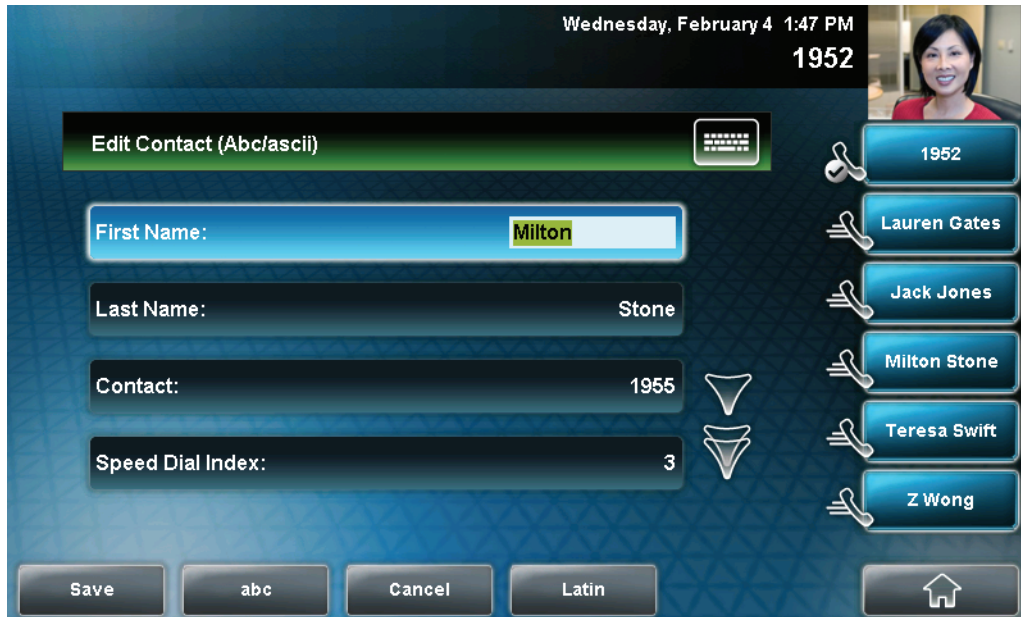 Wednesday, February 4 1:47 PM
1952
Edit Contact (Abc/ascii)
First Name: Milton
Last Name: Stone
Contact: 1955
Speed Dial Index: 3
1952
Lauren Gates
Jack Jones
Milton Stone
Teresa Swift
Z Wong
Save abc Cancel Latin